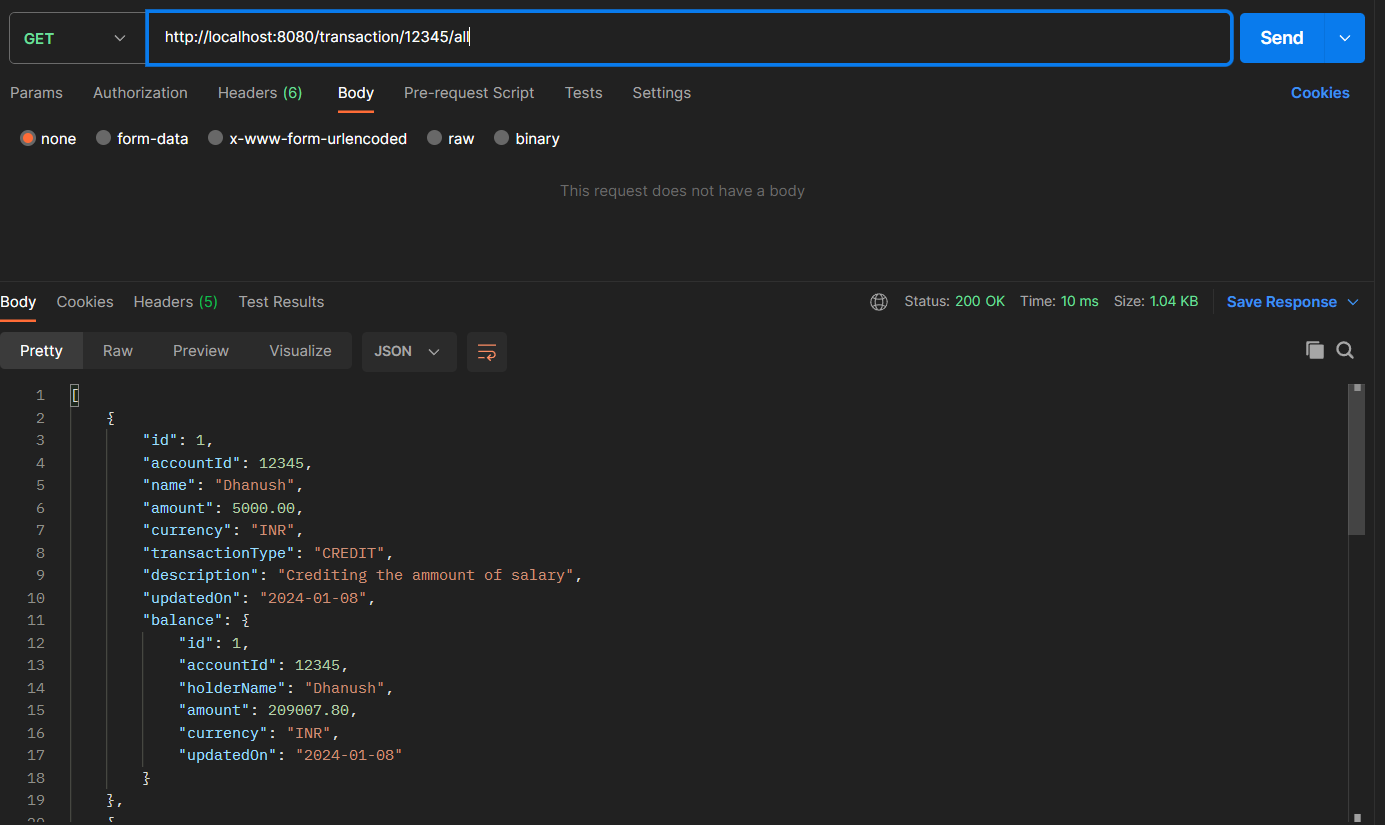 GET http://localhost:8080/transaction/12345/all Send
Params Authorization Headers (6) Body Pre-request Script Tests Settings Cookies
none form-data x-www-form-urlencoded raw binary
This request does not have a body
Body Cookies Headers (5) Test Results Status: 200 OK Time: 10 ms Size: 1.04 KB Save Response
Pretty Raw Preview Visualize JSON
1 [
2 {
3 "id": 1,
4 "accountId": 12345,
5 "name": "Dhanush",
6 "amount": 5000.00,
7 "currency": "INR",
8 "transactionType": "CREDIT",
9 "description": "Crediting the ammount of salary",
10 "updatedOn": "2024-01-08",
11 "balance": {
12 "id": 1,
13 "accountId": 12345,
14 "holderName": "Dhanush",
15 "amount": 209007.80,
16 "currency": "INR",
17 "updatedOn": "2024-01-08"
18 }
19 },
20 {